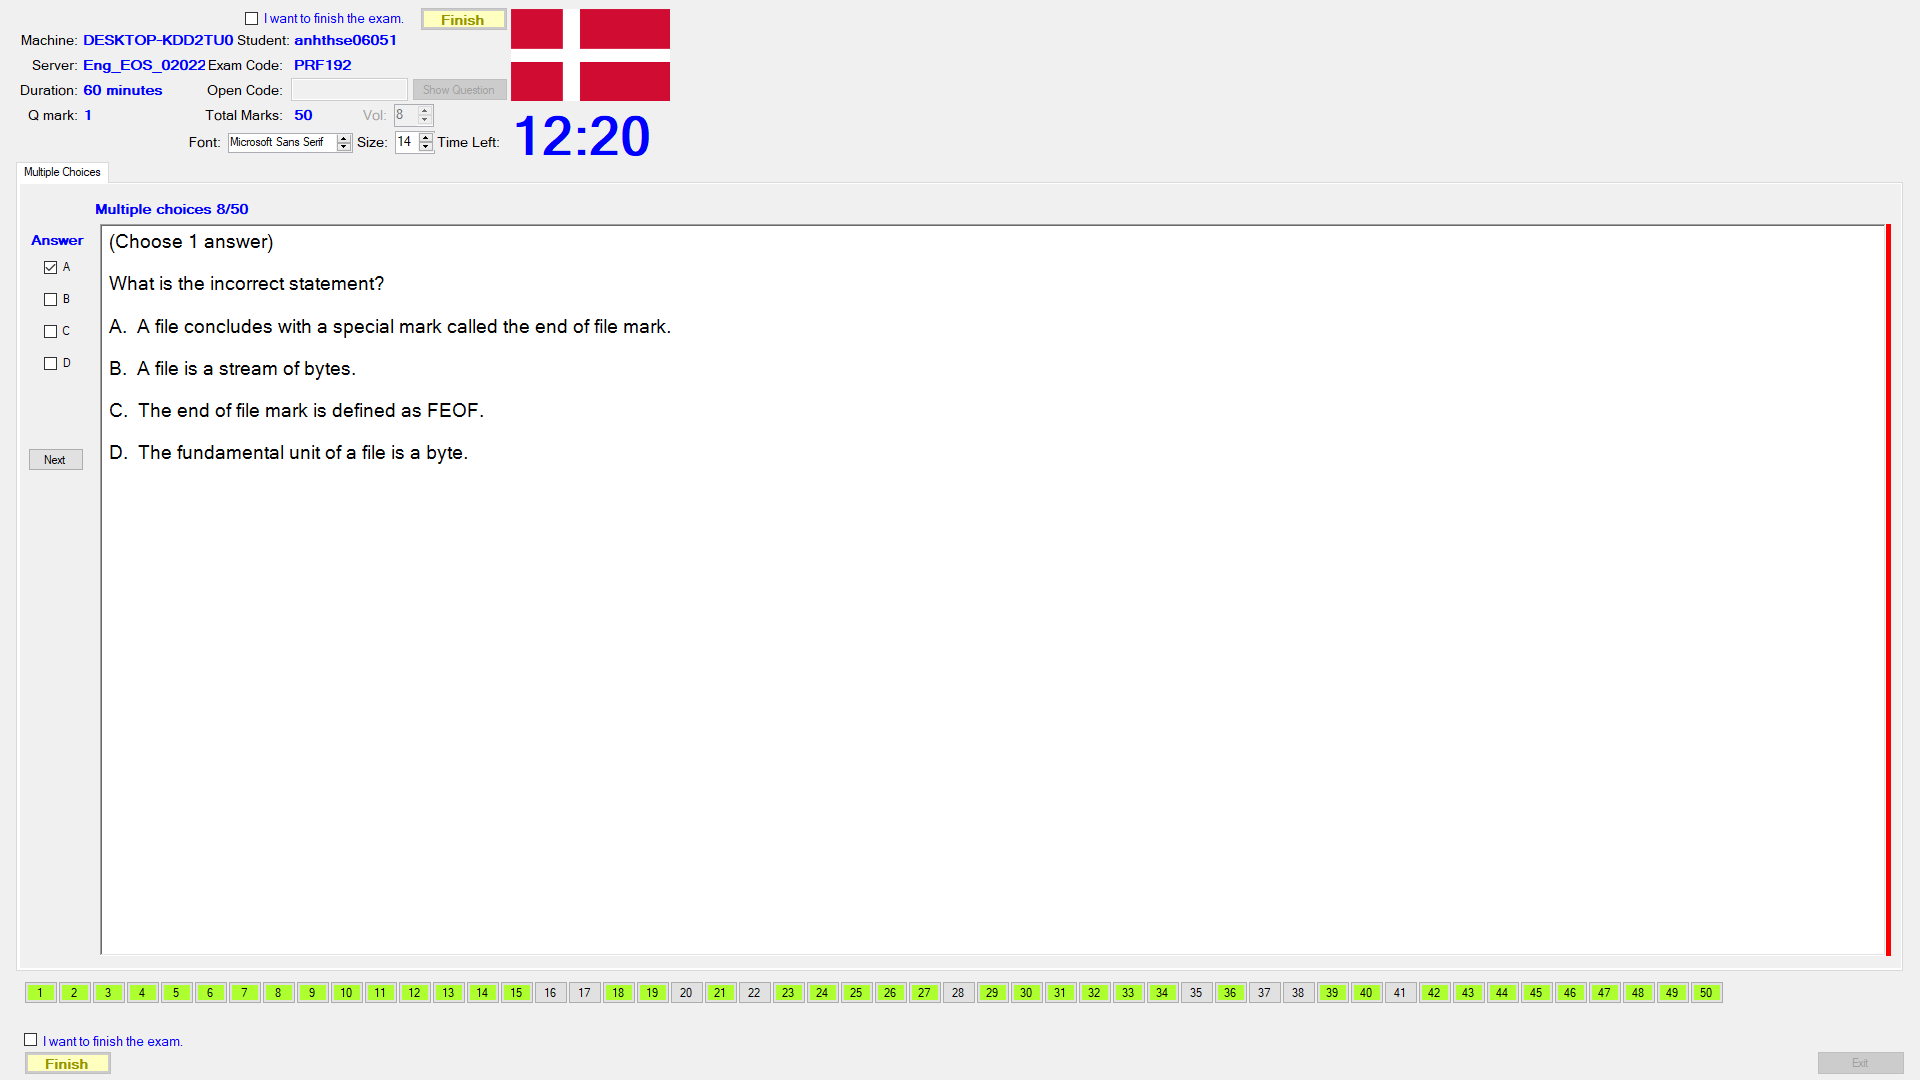 I want to finish the exam.
Finish
Machine: DESKTOP-KDD2TU0 Student: anhthse06051
Server: Eng_EOS_02022 Exam Code: PRF192
Duration: 60 minutes Open Code: Show Question
Q mark: 1 Total Marks: 50 Vol: 8
Font: Microsoft Sans Serif Size: 14 Time Left: 12:20
Multiple Choices
Multiple choices 8/50
Answer
A
B
C
D
Next
(Choose 1 answer)
What is the incorrect statement?
A. A file concludes with a special mark called the end of file mark.
B. A file is a stream of bytes.
C. The end of file mark is defined as FEOF.
D. The fundamental unit of a file is a byte.
1 2 3 4 5 6 7 8 9 10 11 12 13 14 15 16 17 18 19 20 21 22 23 24 25 26 27 28 29 30 31 32 33 34 35 36 37 38 39 40 41 42 43 44 45 46 47 48 49 50
I want to finish the exam.
Finish
Exit